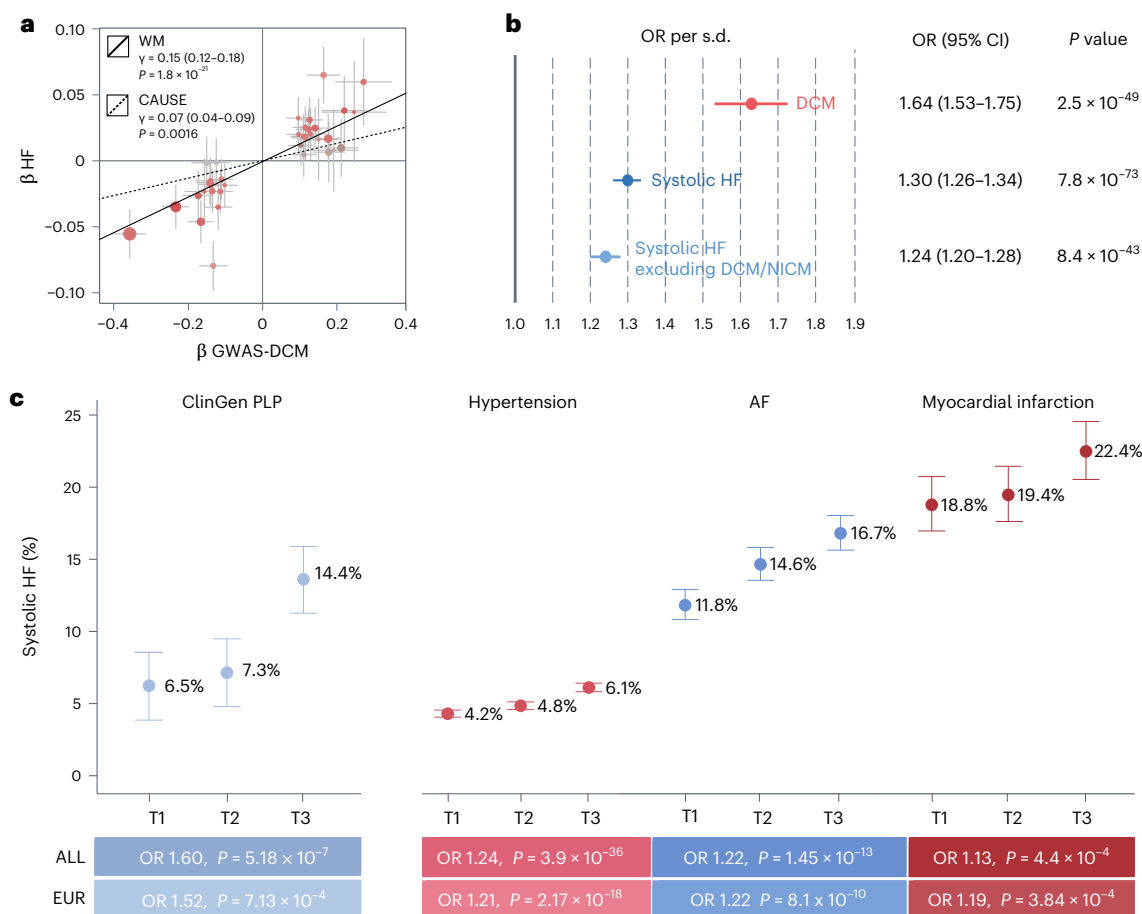 a
0.10
0.05
0
−0.05
−0.10
β HF
WM
γ = 0.15 (0.12–0.18)
P = 1.8 × 10⁻²¹
CAUSE
γ = 0.07 (0.04–0.09)
P = 0.0016
−0.4
−0.2
0
0.2
0.4
β GWAS-DCM
b
OR per s.d.
OR (95% CI)
P value
DCM
1.64 (1.53–1.75)
2.5 × 10⁻⁴⁹
Systolic HF
1.30 (1.26–1.34)
7.8 × 10⁻⁷³
Systolic HF
excluding DCM/NICM
1.24 (1.20–1.28)
8.4 × 10⁻⁴³
1.0
1.1
1.2
1.3
1.4
1.5
1.6
1.7
1.8
1.9
c
ClinGen PLP
Hypertension
AF
Myocardial infarction
25
20
15
10
5
0
Systolic HF (%)
6.5%
7.3%
14.4%
4.2%
4.8%
6.1%
11.8%
14.6%
16.7%
18.8%
19.4%
22.4%
T1
T2
T3
T1
T2
T3
T1
T2
T3
T1
T2
T3
ALL
OR 1.60, P = 5.18 × 10⁻⁷
OR 1.24, P = 3.9 × 10⁻³⁶
OR 1.22, P = 1.45 × 10⁻¹³
OR 1.13, P = 4.4 × 10⁻⁴
EUR
OR 1.52, P = 7.13 × 10⁻⁴
OR 1.21, P = 2.17 × 10⁻¹⁸
OR 1.22 P = 8.1 x 10⁻¹⁰
OR 1.19, P = 3.84 × 10⁻⁴